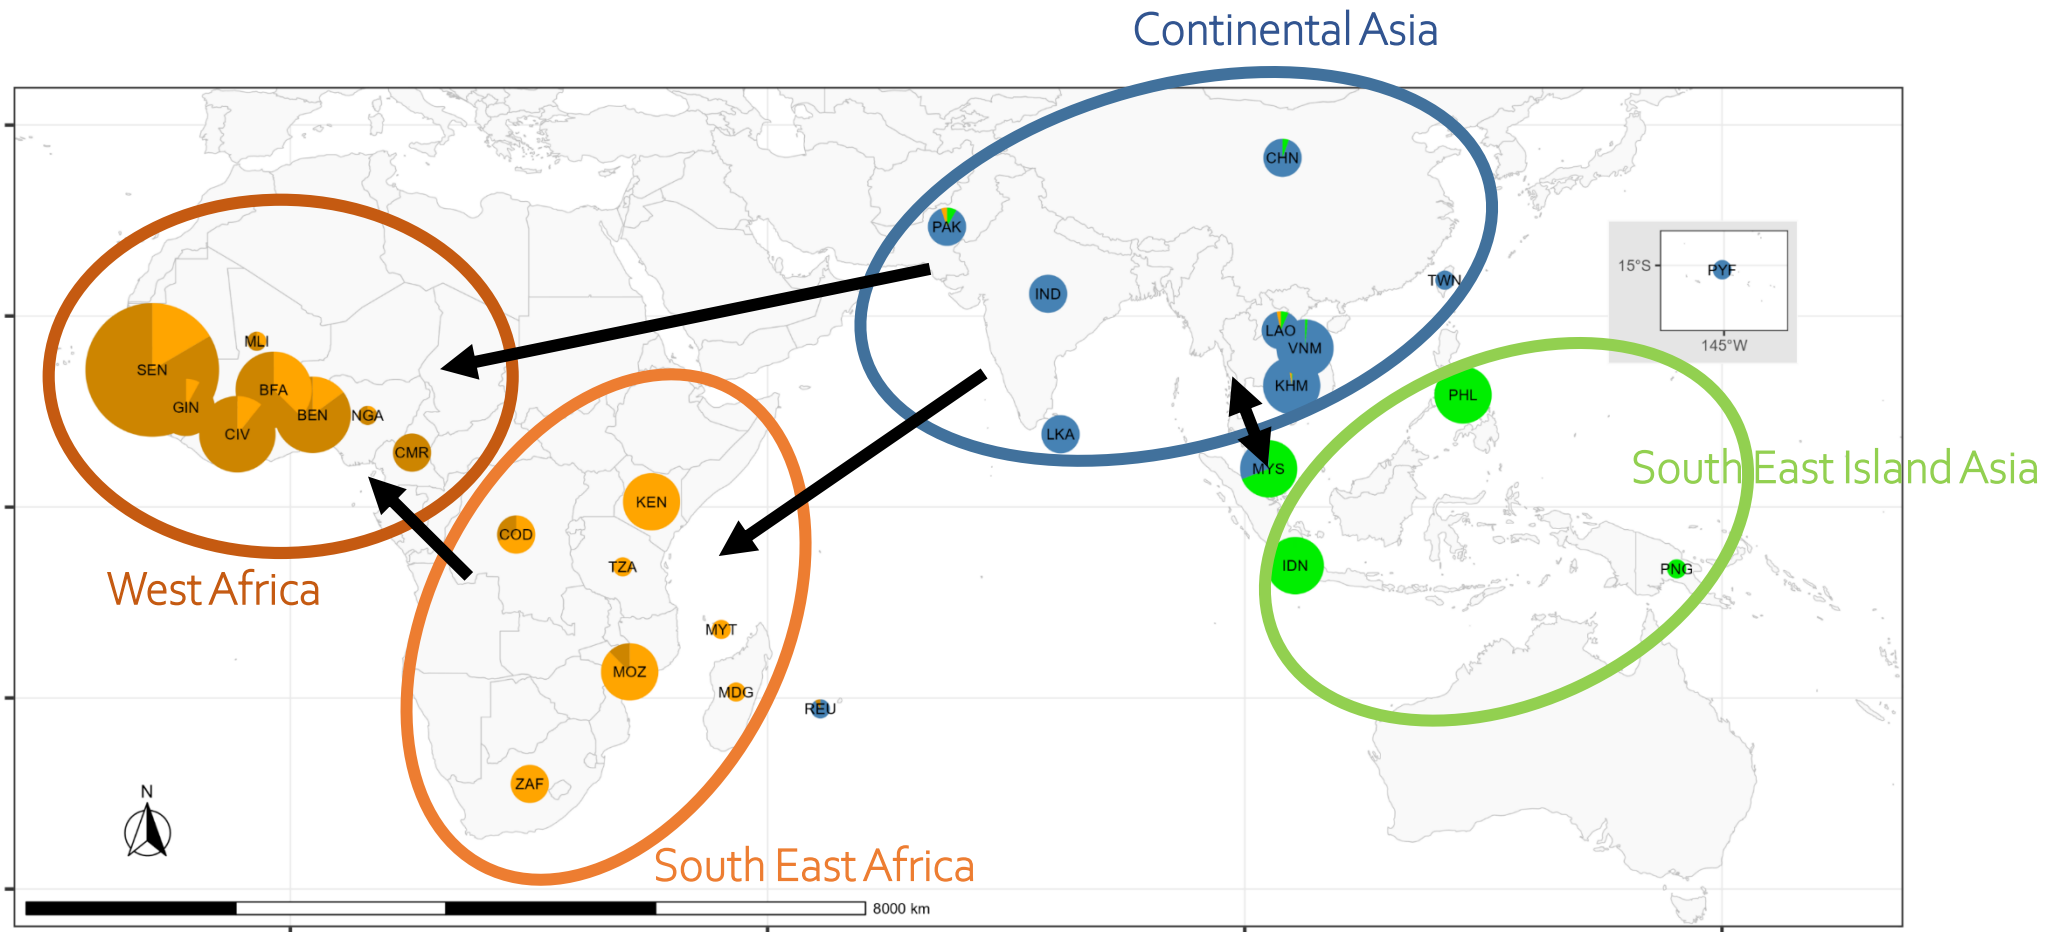 Continental Asia
CHN
PAK
IND
TWN
15°S
PYF
145°W
LAO
VNM
KHM
LKA
MYS
PHL
South East Island Asia
IDN
PNG
SEN
MLI
BFA
GIN
BEN
NGA
CIV
CMR
West Africa
KEN
COD
TZA
MYT
MOZ
MDG
REU
ZAF
South East Africa
N
8000 km